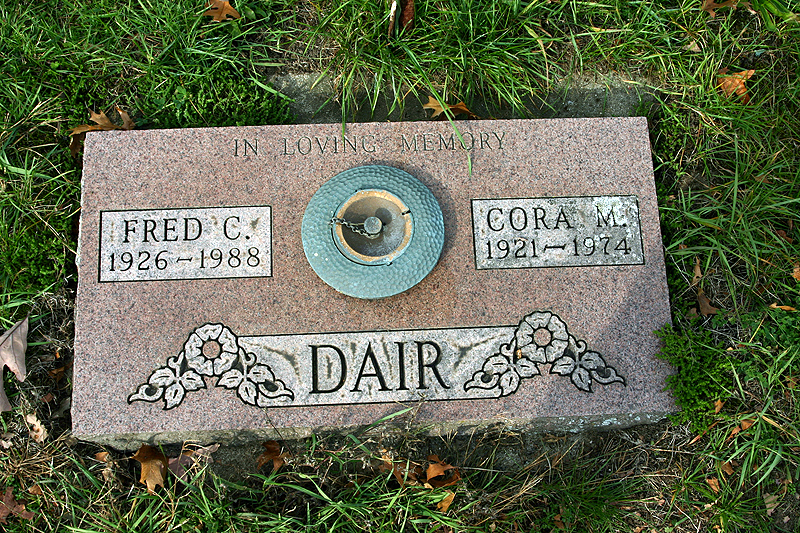 IN LOVING MEMORY
FRED C.
1926-1988
CORA M.
1921-1974
DAIR